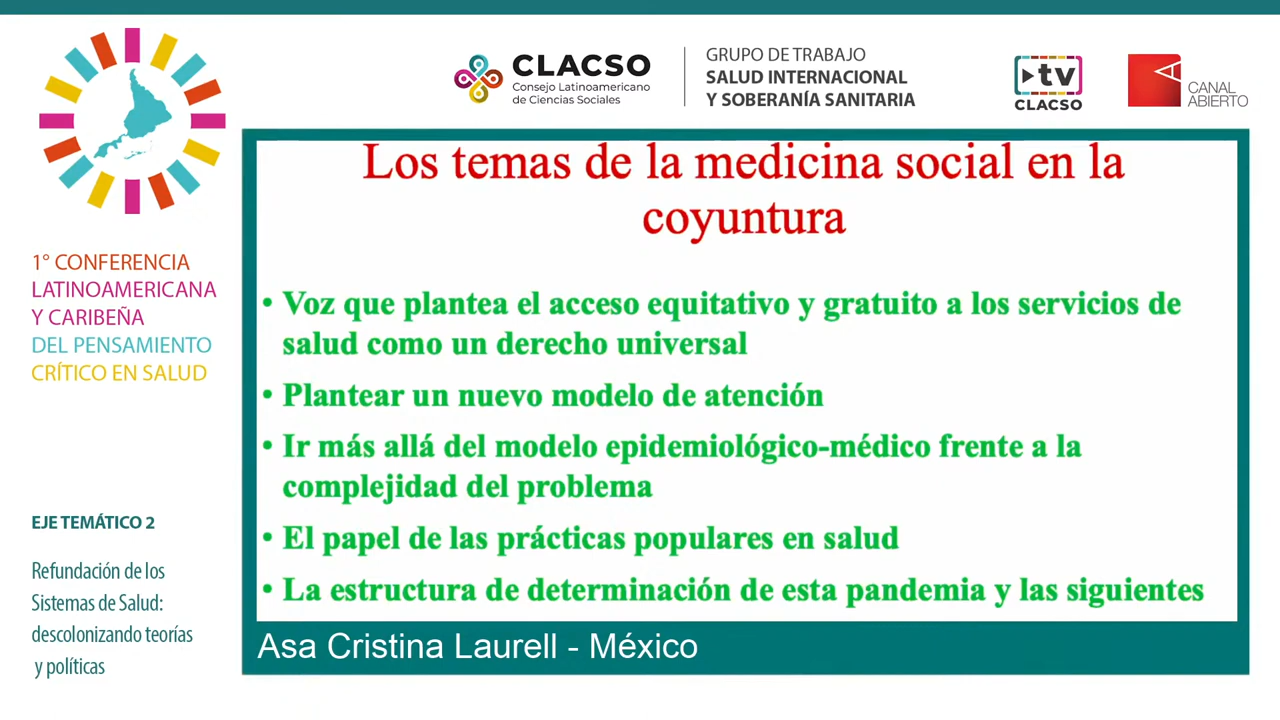 CLACSO
Consejo Latinoamericano
de Ciencias Sociales
GRUPO DE TRABAJO
SALUD INTERNACIONAL
Y SOBERANÍA SANITARIA
tv
CLACSO
CANAL
ABIERTO
1° CONFERENCIA
LATINOAMERICANA
Y CARIBEÑA
DEL PENSAMIENTO
CRÍTICO EN SALUD
EJE TEMÁTICO 2
Refundación de los
Sistemas de Salud:
descolonizando teorías
y políticas
Los temas de la medicina social en la
coyuntura
• Voz que plantea el acceso equitativo y gratuito a los servicios de
salud como un derecho universal
• Plantear un nuevo modelo de atención
• Ir más allá del modelo epidemiológico-médico frente a la
complejidad del problema
• El papel de las prácticas populares en salud
• La estructura de determinación de esta pandemia y las siguientes
Asa Cristina Laurell - México